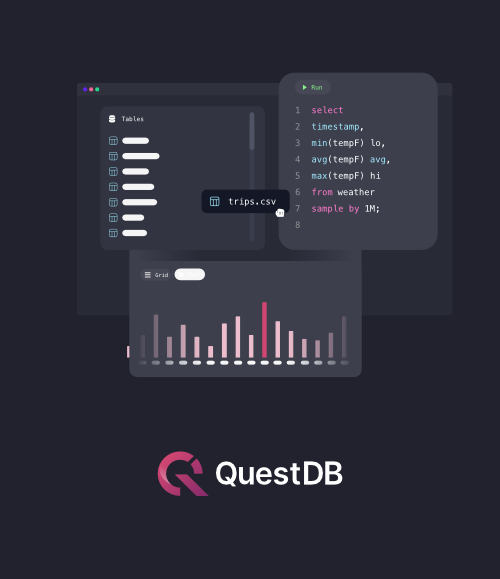 Tables
trips.csv
Run
1 select
2 timestamp,
3 min(tempF) lo,
4 avg(tempF) avg,
5 max(tempF) hi
6 from weather
7 sample by 1M;
8
Grid
QuestDB